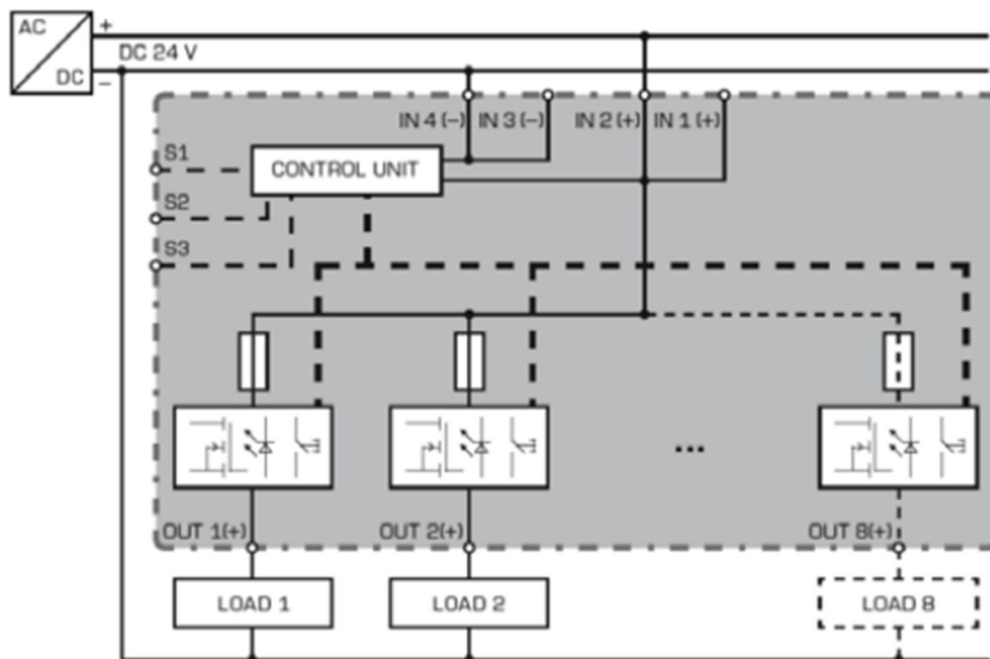 AC
+
DC 24 V
DC
–
IN 4 (–) IN 3 (–) IN 2 (+) IN 1 (+)
S1
CONTROL UNIT
S2
S3
...
OUT 1(+) OUT 2(+) OUT 8(+)
LOAD 1 LOAD 2 LOAD 8